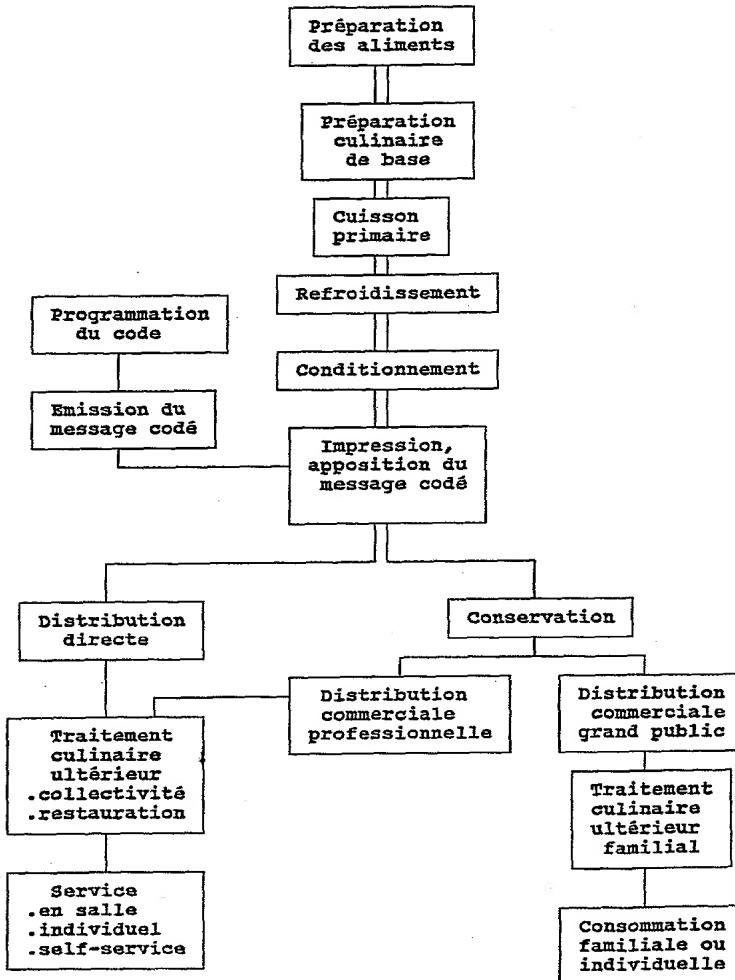 Préparation
des aliments
Préparation
culinaire
de base
Cuisson
primaire
Refroidissement
Programmation
du code
Conditionnement
Emission du
message codé
Impression,
apposition du
message codé
Distribution
directe
Conservation
Distribution
commerciale
professionnelle
Distribution
commerciale
grand public
Traitement
culinaire
ultérieur
.collectivité
.restauration
Traitement
culinaire
ultérieur
familial
Service
.en salle
.individuel
.self-service
Consommation
familiale ou
individuelle